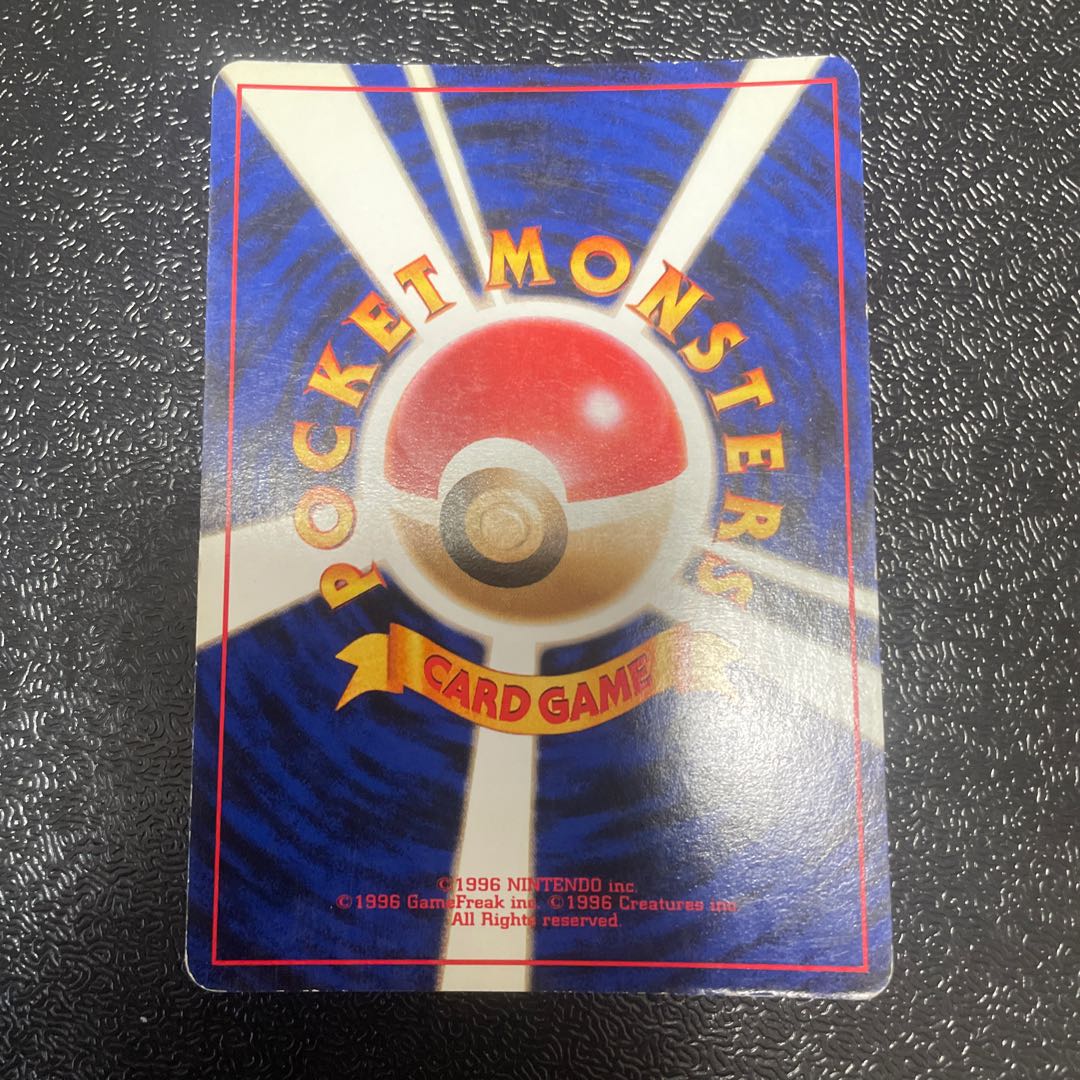 POCKET MONSTERS
CARD GAME
©1996 NINTENDO inc.
©1996 GameFreak inc. ©1996 Creatures inc.
All Rights reserved.